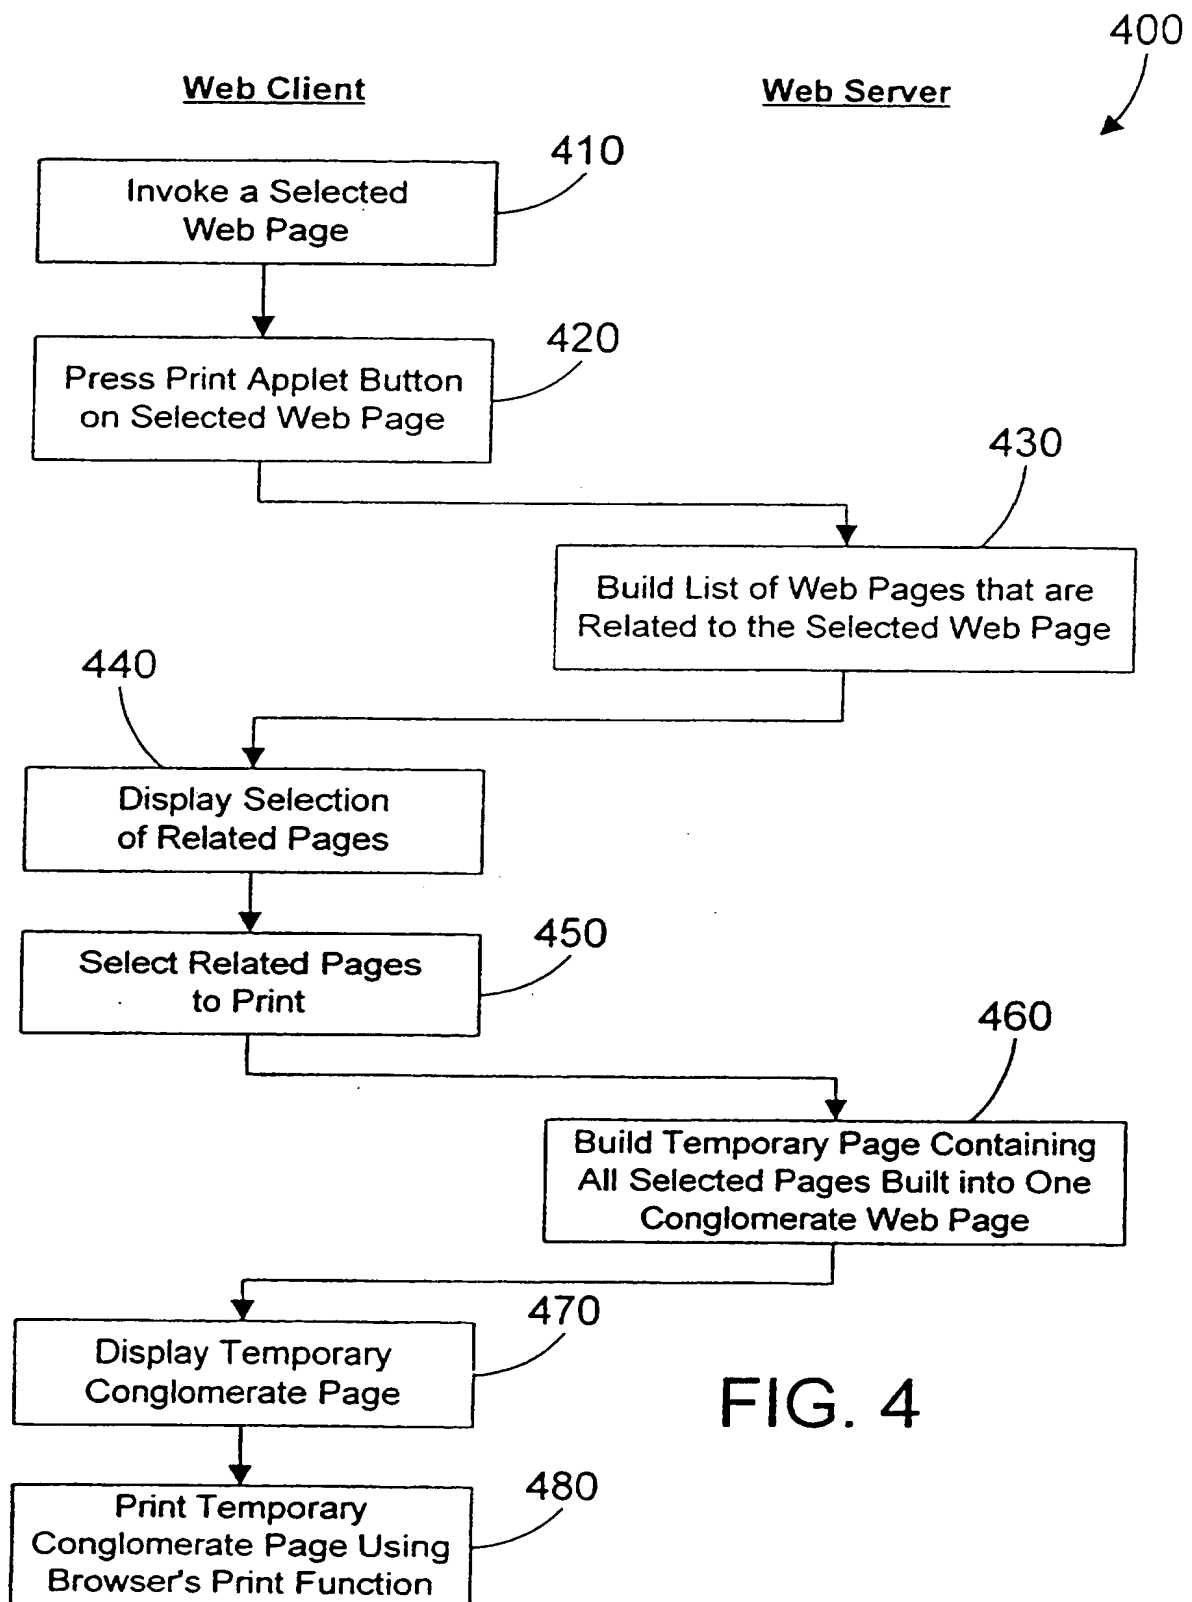 400
Web Client
Web Server
410
Invoke a Selected
Web Page
420
Press Print Applet Button
on Selected Web Page
430
Build List of Web Pages that are
Related to the Selected Web Page
440
Display Selection
of Related Pages
450
Select Related Pages
to Print
460
Build Temporary Page Containing
All Selected Pages Built into One
Conglomerate Web Page
470
Display Temporary
Conglomerate Page
FIG. 4
480
Print Temporary
Conglomerate Page Using
Browser's Print Function